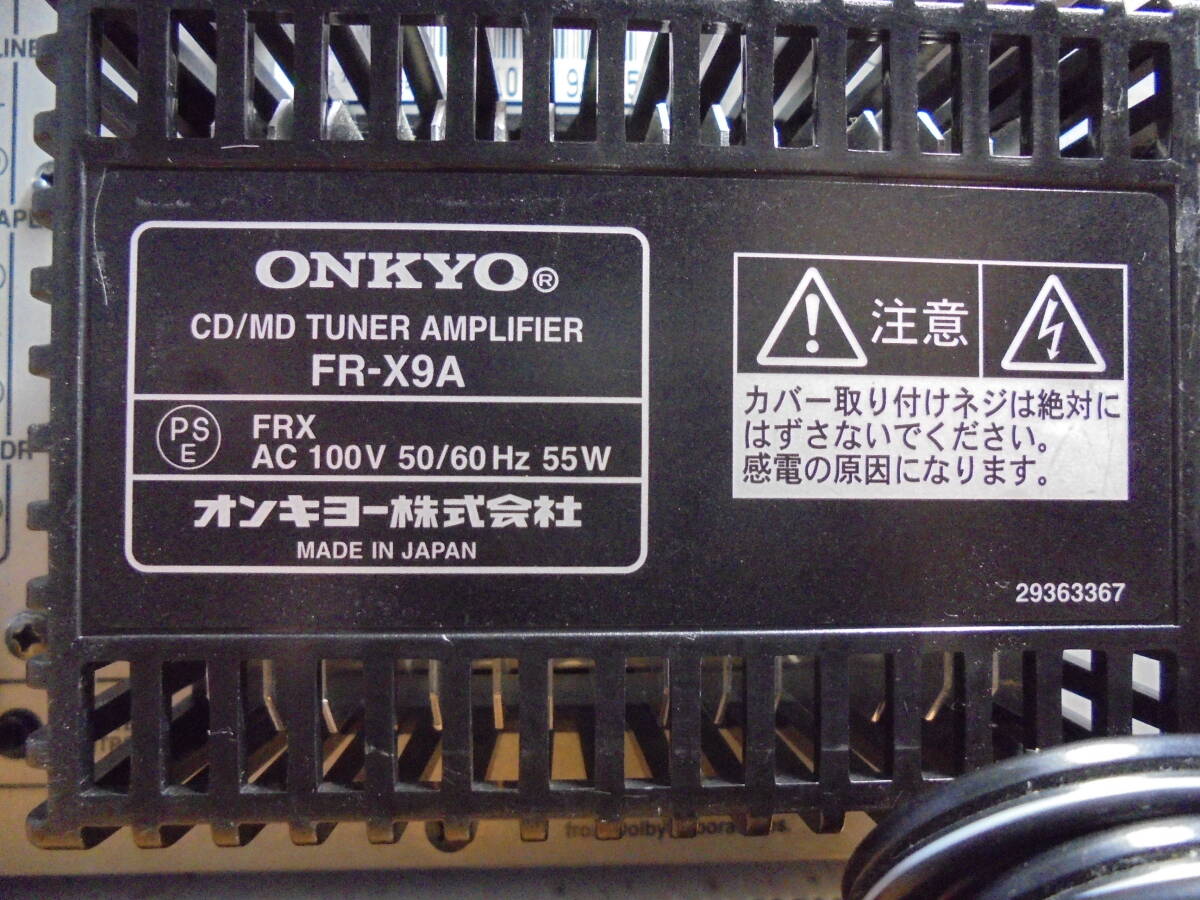 ONKYO®
CD/MD TUNER AMPLIFIER
FR-X9A
PS
E
FRX
AC 100V 50/60Hz 55W
オンキヨー株式会社
MADE IN JAPAN
注意
カバー取り付けネジは絶対に
はずさないでください。
感電の原因になります。
29363367
LINE